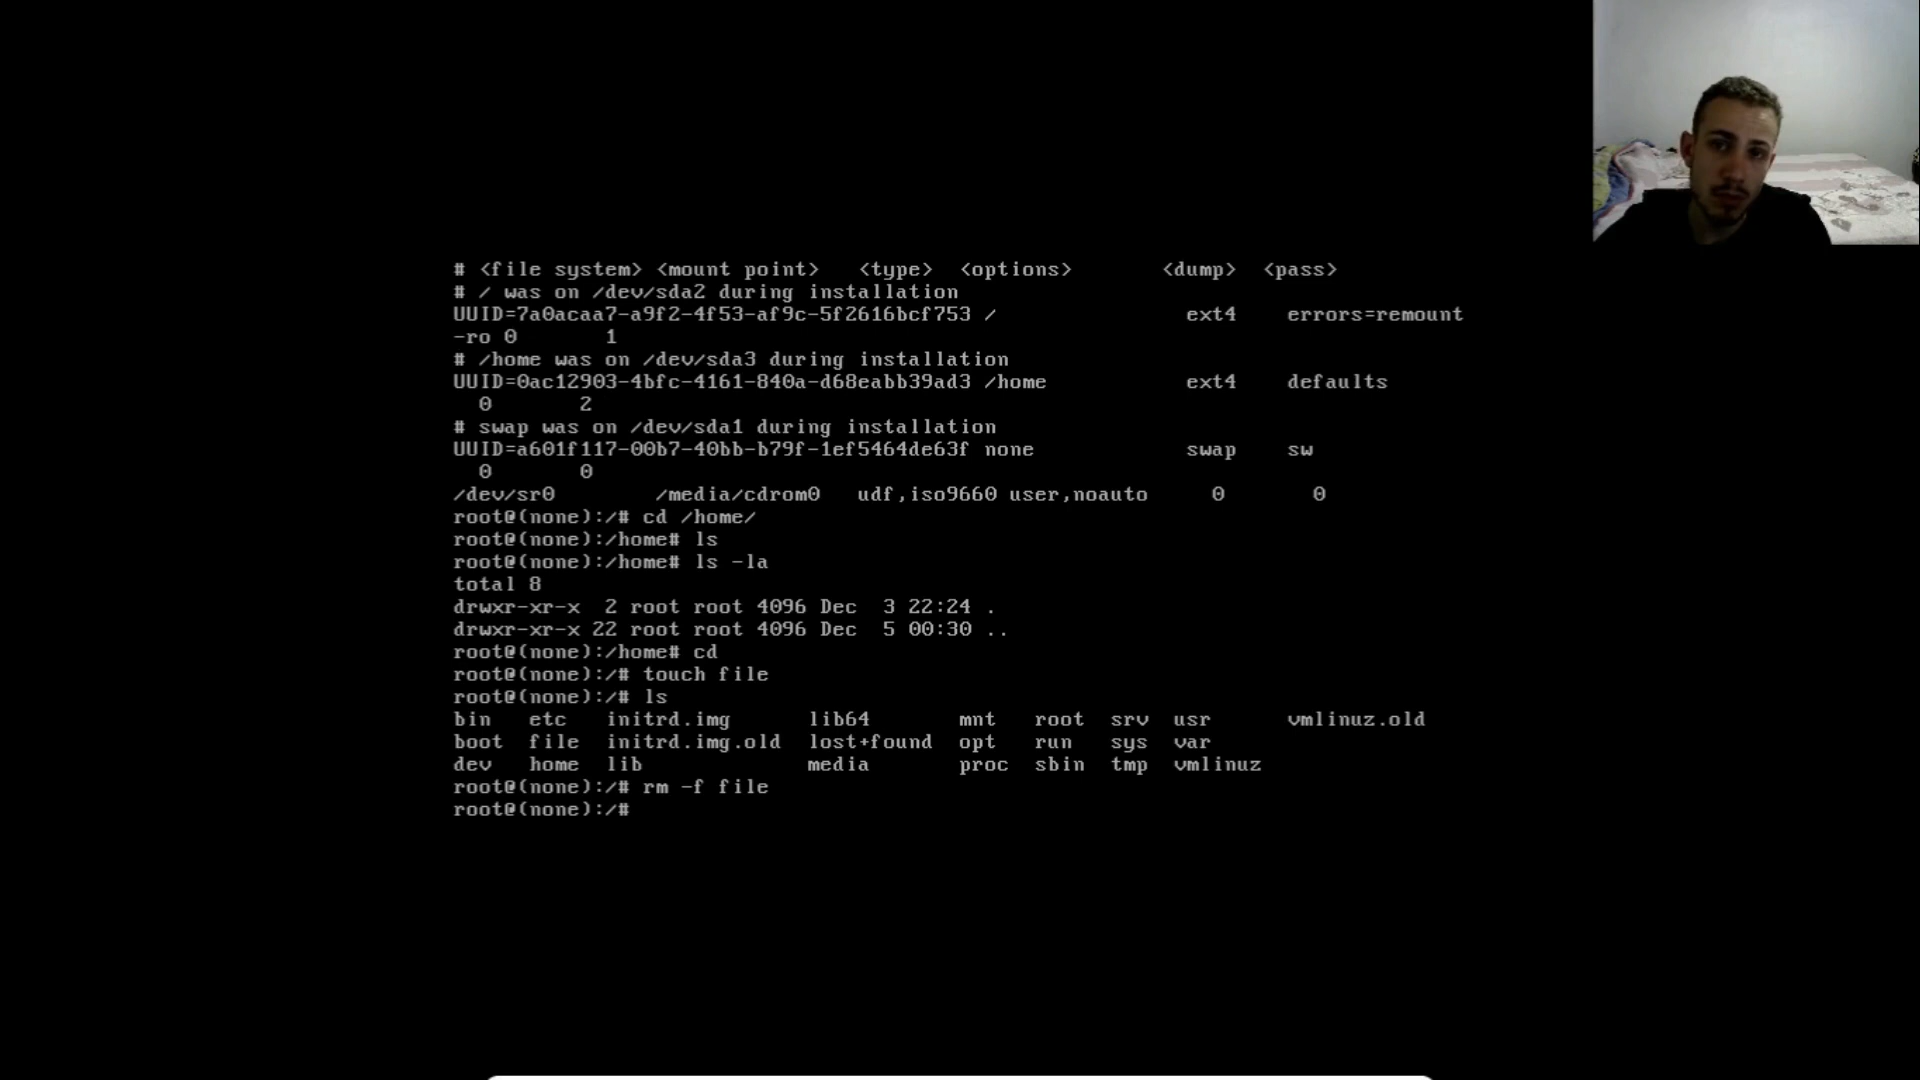 # <file system> <mount point>   <type>  <options>       <dump>  <pass>
# / was on /dev/sda2 during installation
UUID=7a0acaa7-a9f2-4f53-af9c-5f2616bcf753 /               ext4    errors=remount
-ro 0       1
# /home was on /dev/sda3 during installation
UUID=0ac12903-4bfc-4161-840a-d68eabb39ad3 /home           ext4    defaults
  0       2
# swap was on /dev/sda1 during installation
UUID=a601f117-00b7-40bb-b79f-1ef5464de63f none            swap    sw
  0       0
/dev/sr0        /media/cdrom0   udf,iso9660 user,noauto     0       0
root@(none):/# cd /home/
root@(none):/home# ls
root@(none):/home# ls -la
total 8
drwxr-xr-x  2 root root 4096 Dec  3 22:24 .
drwxr-xr-x 22 root root 4096 Dec  5 00:30 ..
root@(none):/home# cd
root@(none):/# touch file
root@(none):/# ls
bin   etc   initrd.img      lib64       mnt   root  srv  usr      vmlinuz.old
boot  file  initrd.img.old  lost+found  opt   run   sys  var
dev   home  lib             media       proc  sbin  tmp  vmlinuz
root@(none):/# rm -f file
root@(none):/#